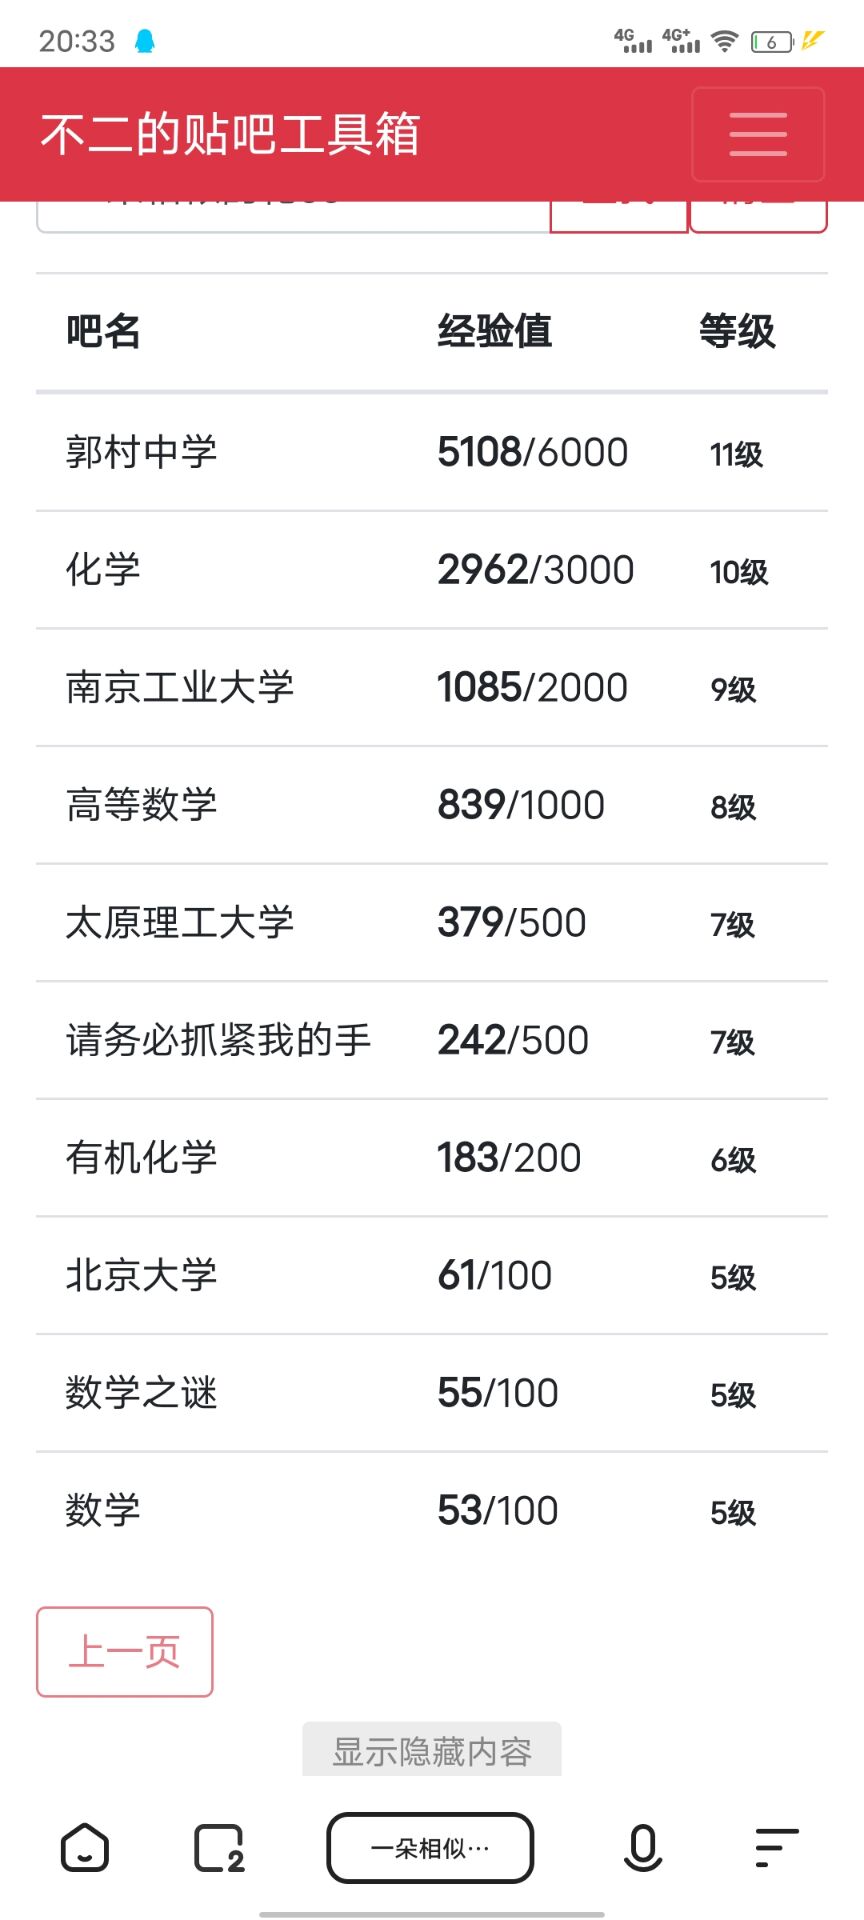 20:33 4G 4G+ 6
不二的贴吧工具箱
吧名 经验值 等级
郭村中学 5108/6000 11级
化学 2962/3000 10级
南京工业大学 1085/2000 9级
高等数学 839/1000 8级
太原理工大学 379/500 7级
请务必抓紧我的手 242/500 7级
有机化学 183/200 6级
北京大学 61/100 5级
数学之谜 55/100 5级
数学 53/100 5级
上一页
显示隐藏内容
2 一朵相似…